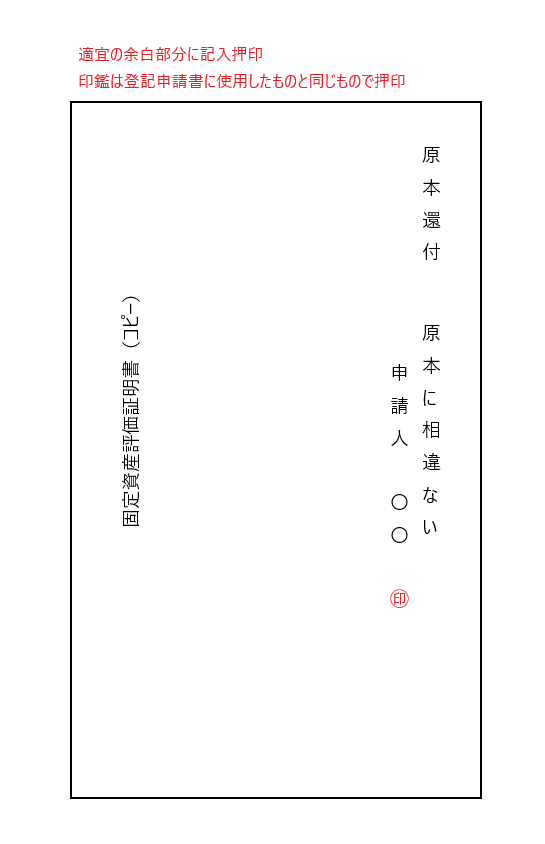 適宜の余白部分に記入押印
印鑑は登記申請書に使用したものと同じもので押印
原本還付　原本に相違ない
申請人　〇〇　㊞
固定資産評価証明書（コピー）